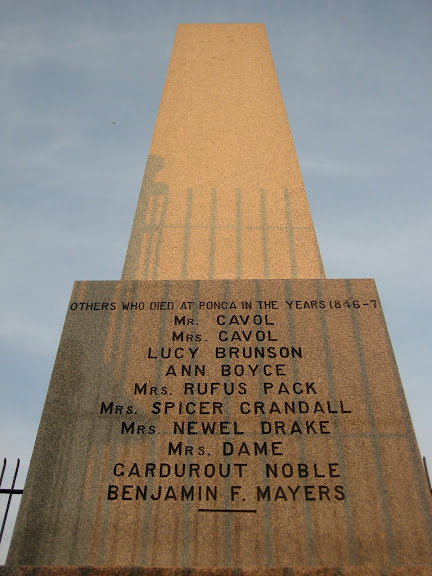 OTHERS WHO DIED AT PONCA IN THE YEARS 1846-7
MR. CAVOL
MRS. CAVOL
LUCY BRUNSON
ANN BOYCE
MRS. RUFUS PACK
MRS. SPICER CRANDALL
MRS. NEWEL DRAKE
MRS. DAME
CARDUROUT NOBLE
BENJAMIN F. MAYERS